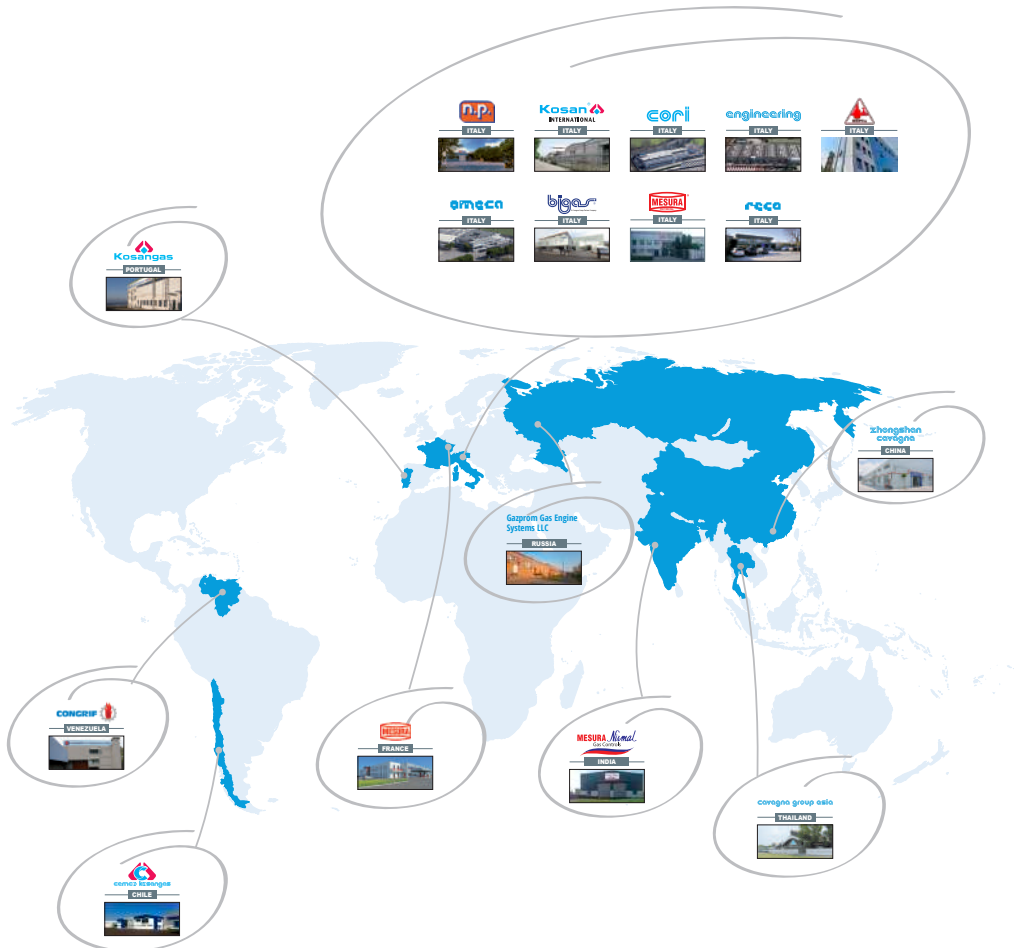 n.p.
ITALY
Kosan
INTERNATIONAL
ITALY
cori
ITALY
engineering
ITALY
ITALY
omeca
ITALY
bigas
ITALY
MESURA
ITALY
reca
ITALY
Kosangas
PORTUGAL
zhongshan
cavagna
CHINA
Gazprom Gas Engine
Systems LLC
RUSSIA
CONGRIF
VENEZUELA
MESURA
FRANCE
MESURA Nirmal
Gas Controls
INDIA
cavagna group asia
THAILAND
cemco kosangas
CHILE